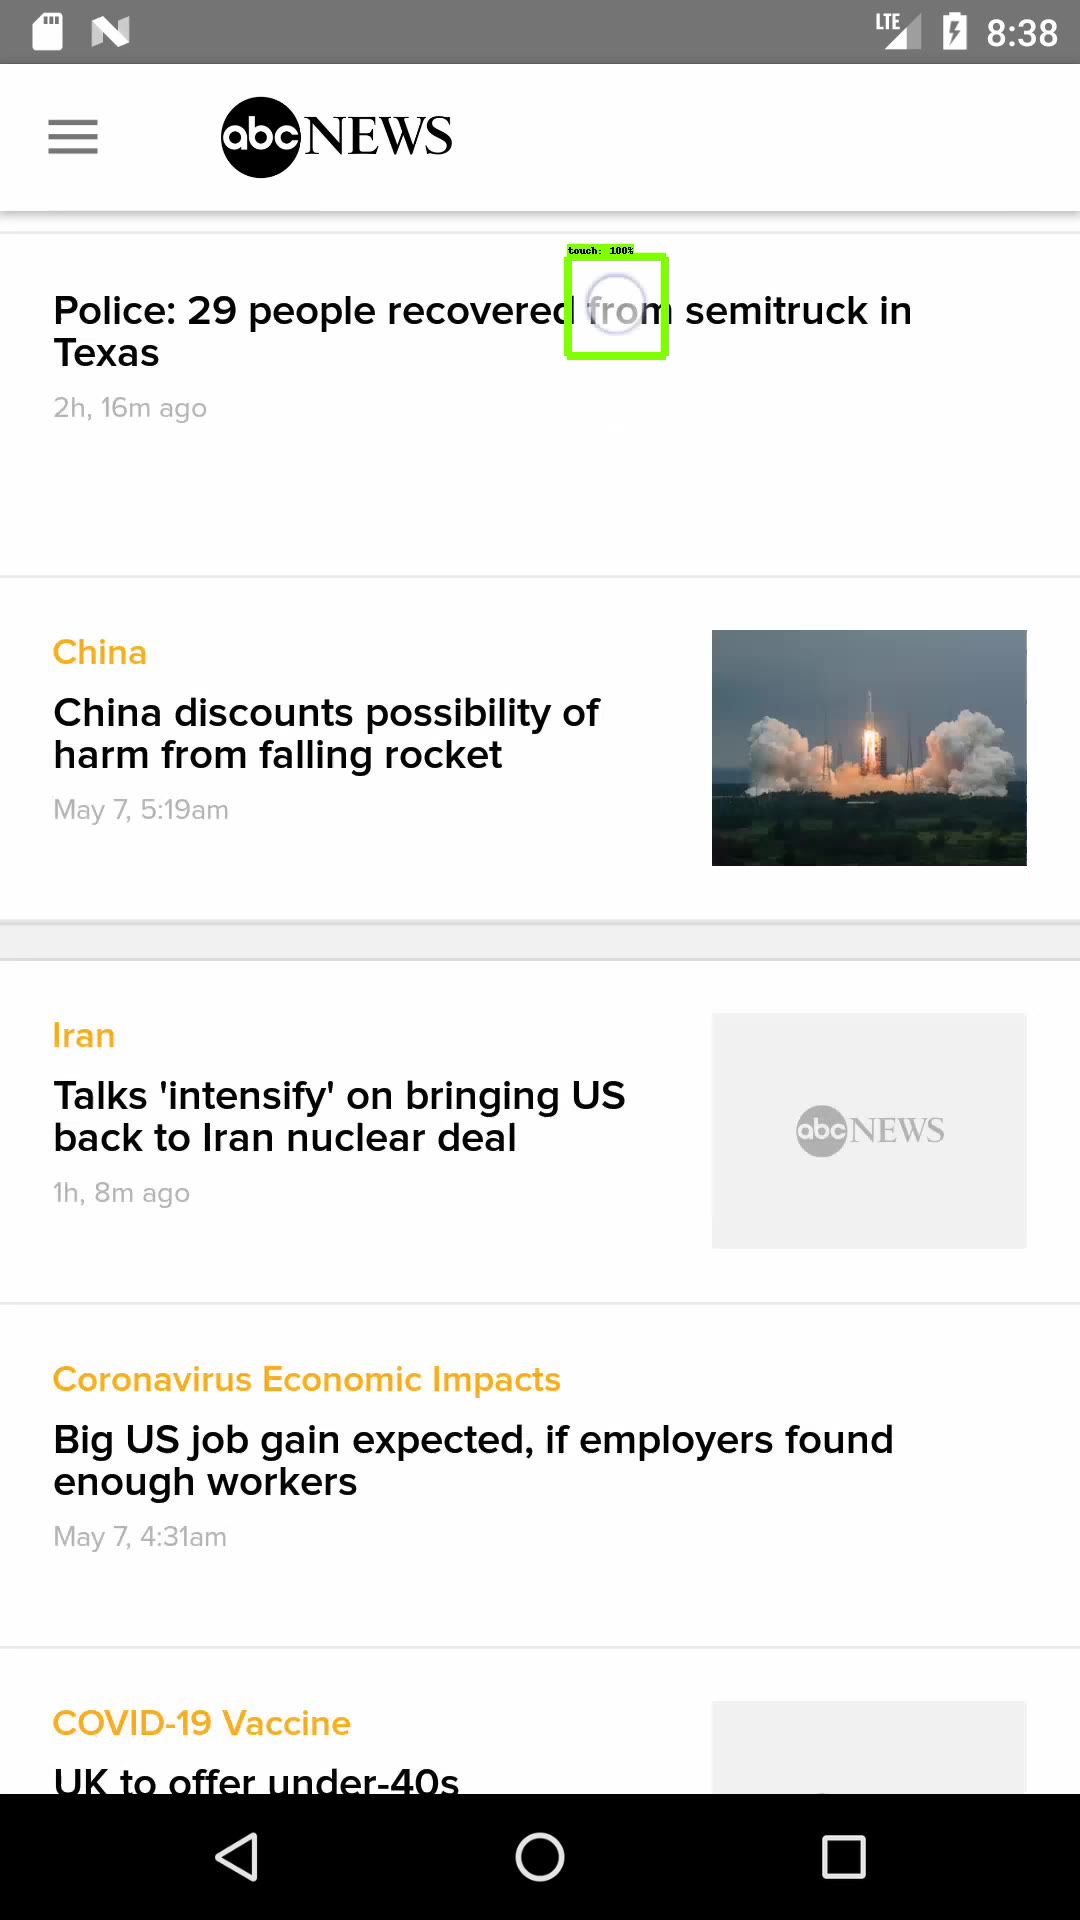 LTE 8:38
abc NEWS
touch: 100%
Police: 29 people recovered from semitruck in
Texas
2h, 16m ago
China
China discounts possibility of
harm from falling rocket
May 7, 5:19am
Iran
Talks 'intensify' on bringing US
back to Iran nuclear deal
1h, 8m ago
abc NEWS
Coronavirus Economic Impacts
Big US job gain expected, if employers found
enough workers
May 7, 4:31am
COVID-19 Vaccine
UK to offer under-40s